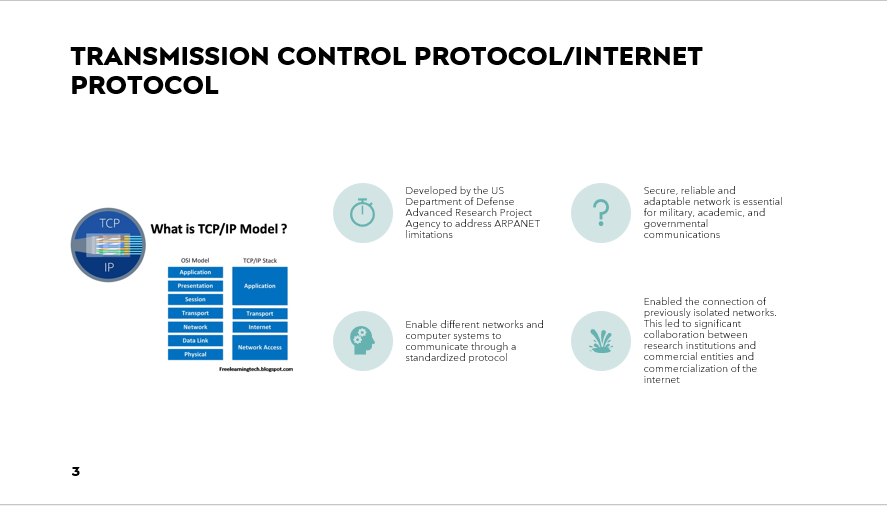 TRANSMISSION CONTROL PROTOCOL/INTERNET
PROTOCOL
TCP
IP
What is TCP/IP Model ?
OSI Model
Application
Presentation
Session
Transport
Network
Data Link
Physical
TCP/IP Stack
Application
Transport
Internet
Network Access
Freelearningtech.blogspot.com
Developed by the US
Department of Defense
Advanced Research Project
Agency to address ARPANET
limitations
Secure, reliable and
adaptable network is essential
for military, academic, and
governmental
communications
Enable different networks and
computer systems to
communicate through a
standardized protocol
Enabled the connection of
previously isolated networks.
This led to significant
collaboration between
research institutions and
commercial entities and
commercialization of the
internet
3